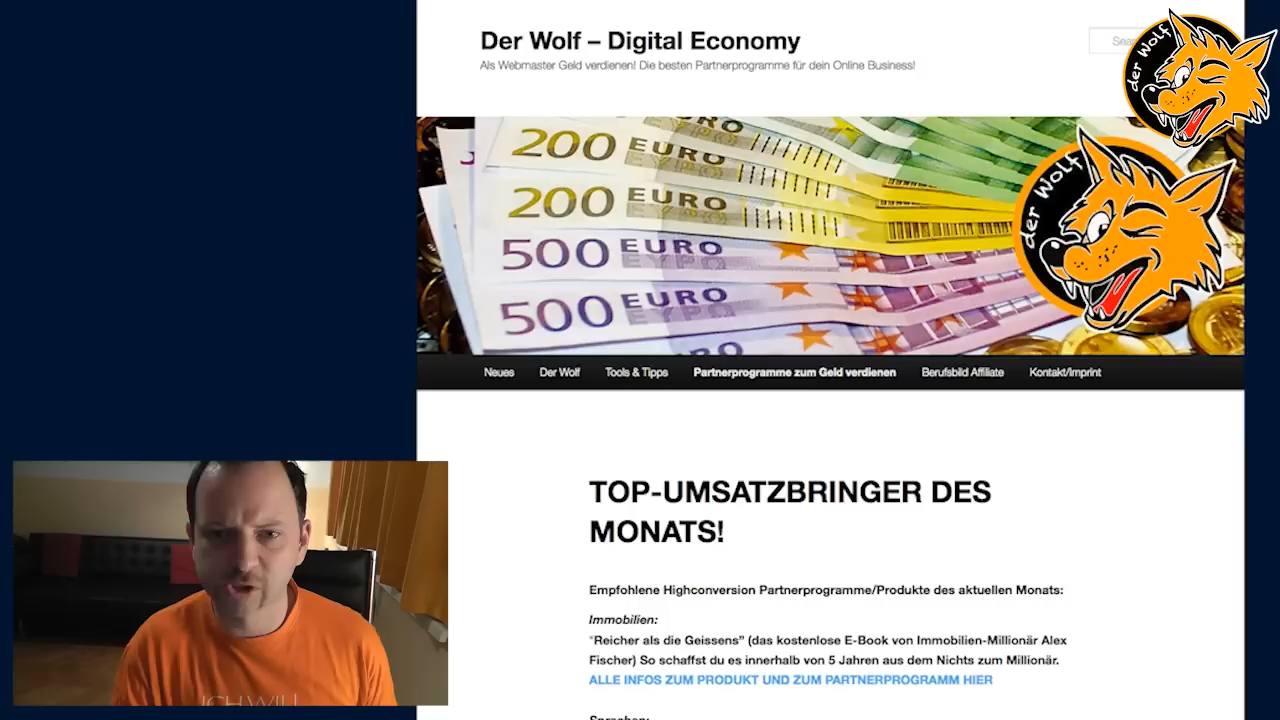 Der Wolf – Digital Economy
Als Webmaster Geld verdienen! Die besten Partnerprogramme für dein Online Business!
der Wolf
200 EURO
200 EURO
500 EURO
500 EURO
der Wolf
Neues Der Wolf Tools & Tipps Partnerprogramme zum Geld verdienen Berufsbild Affiliate Kontakt/Imprint
TOP-UMSATZBRINGER DES
MONATS!
Empfohlene Highconversion Partnerprogramme/Produkte des aktuellen Monats:
Immobilien:
"Reicher als die Geissens" (das kostenlose E-Book von Immobilien-Millionär Alex
Fischer) So schaffst du es innerhalb von 5 Jahren aus dem Nichts zum Millionär.
ALLE INFOS ZUM PRODUKT UND ZUM PARTNERPROGRAMM HIER
ICH WILL